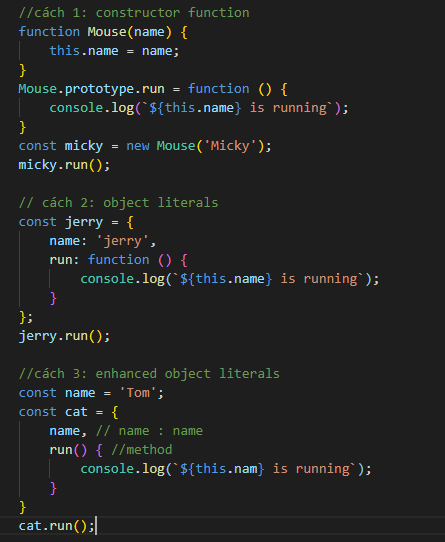 //cách 1: constructor function
function Mouse(name) {
    this.name = name;
}
Mouse.prototype.run = function () {
    console.log(`${this.name} is running`);
}
const micky = new Mouse('Micky');
micky.run();

// cách 2: object literals
const jerry = {
    name: 'jerry',
    run: function () {
        console.log(`${this.name} is running`);
    }
};
jerry.run();

//cách 3: enhanced object literals
const name = 'Tom';
const cat = {
    name, // name : name
    run() { //method
        console.log(`${this.nam} is running`);
    }
}
cat.run();